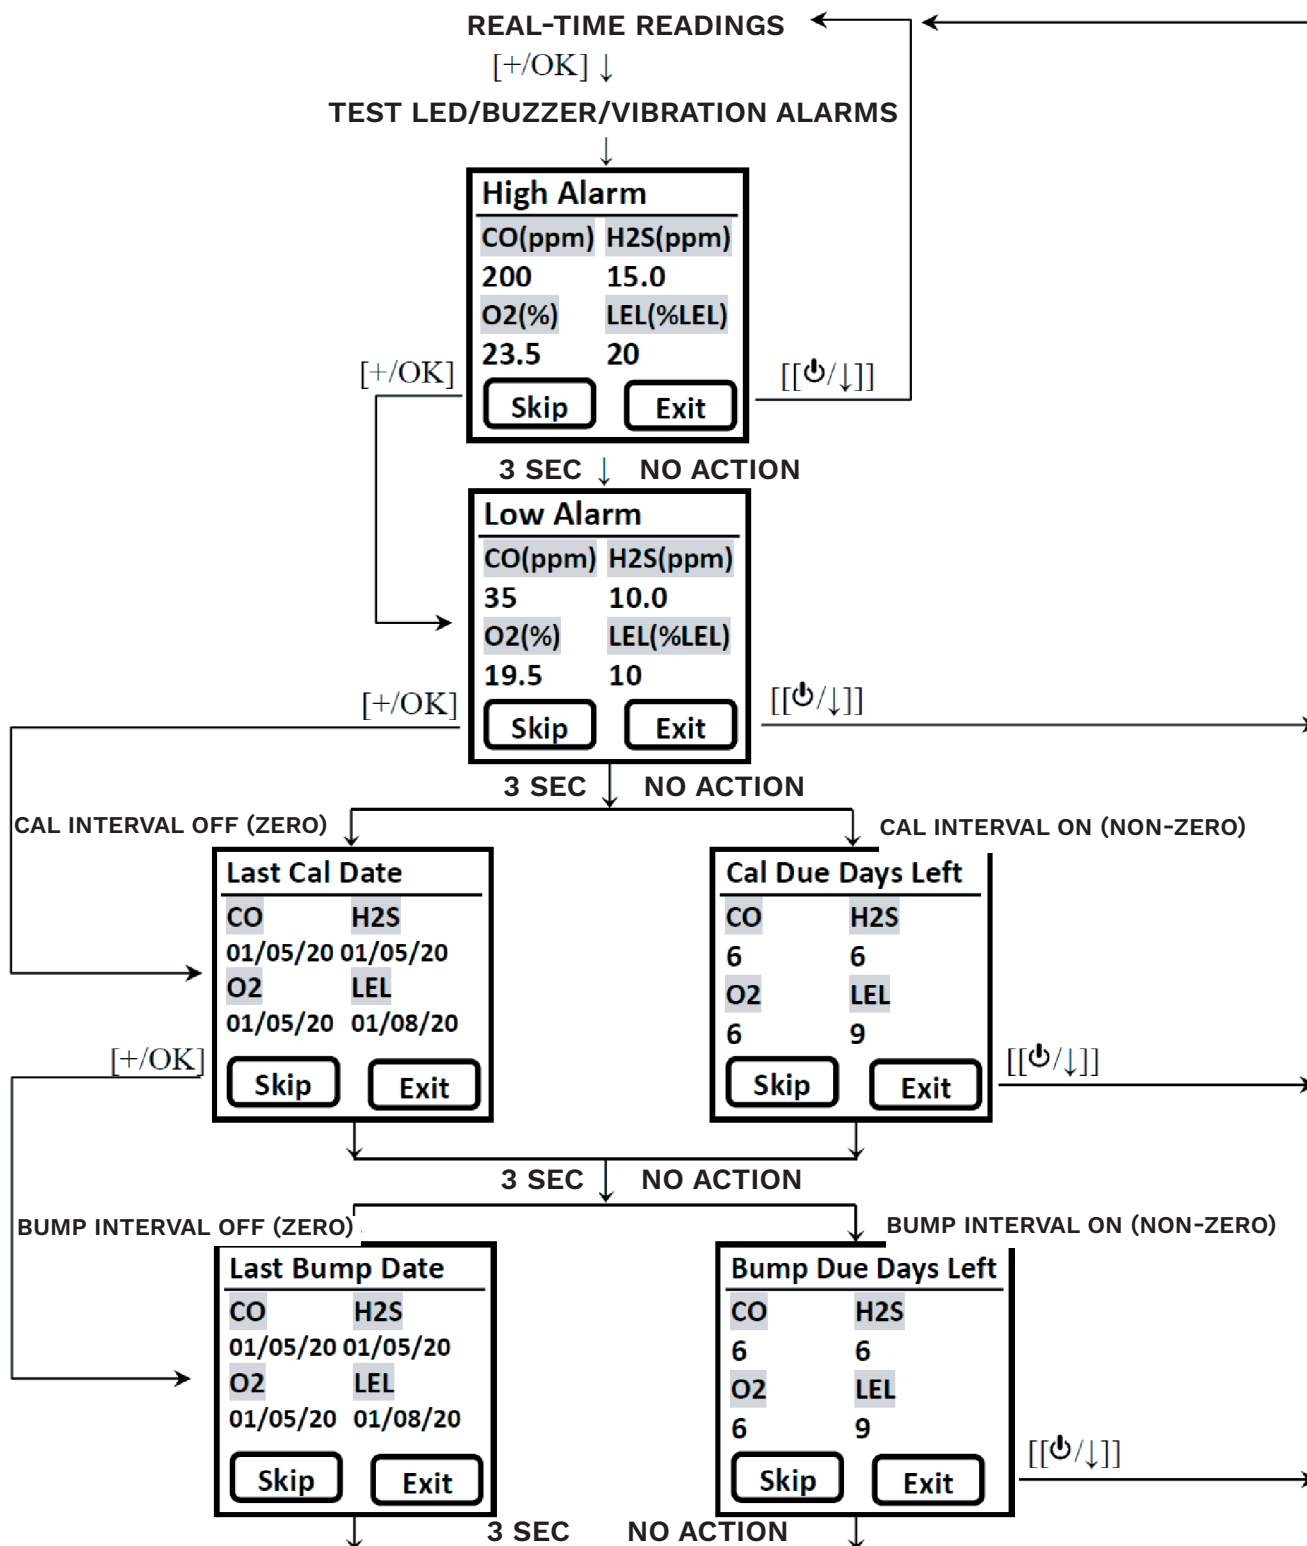 REAL-TIME READINGS
[+/OK] ↓
TEST LED/BUZZER/VIBRATION ALARMS
↓
High Alarm
CO(ppm) H2S(ppm)
200 15.0
O2(%) LEL(%LEL)
23.5 20
[+/OK] [[⏻/↓]]
Skip Exit
3 SEC ↓ NO ACTION
Low Alarm
CO(ppm) H2S(ppm)
35 10.0
O2(%) LEL(%LEL)
19.5 10
[+/OK] [[⏻/↓]]
Skip Exit
3 SEC NO ACTION
CAL INTERVAL OFF (ZERO) CAL INTERVAL ON (NON-ZERO)
Last Cal Date
CO H2S
01/05/20 01/05/20
O2 LEL
01/05/20 01/08/20
[+/OK]
Skip Exit
Cal Due Days Left
CO H2S
6 6
O2 LEL
6 9
[[⏻/↓]]
Skip Exit
3 SEC NO ACTION
BUMP INTERVAL OFF (ZERO) BUMP INTERVAL ON (NON-ZERO)
Last Bump Date
CO H2S
01/05/20 01/05/20
O2 LEL
01/05/20 01/08/20
Skip Exit
Bump Due Days Left
CO H2S
6 6
O2 LEL
6 9
[[⏻/↓]]
Skip Exit
3 SEC NO ACTION